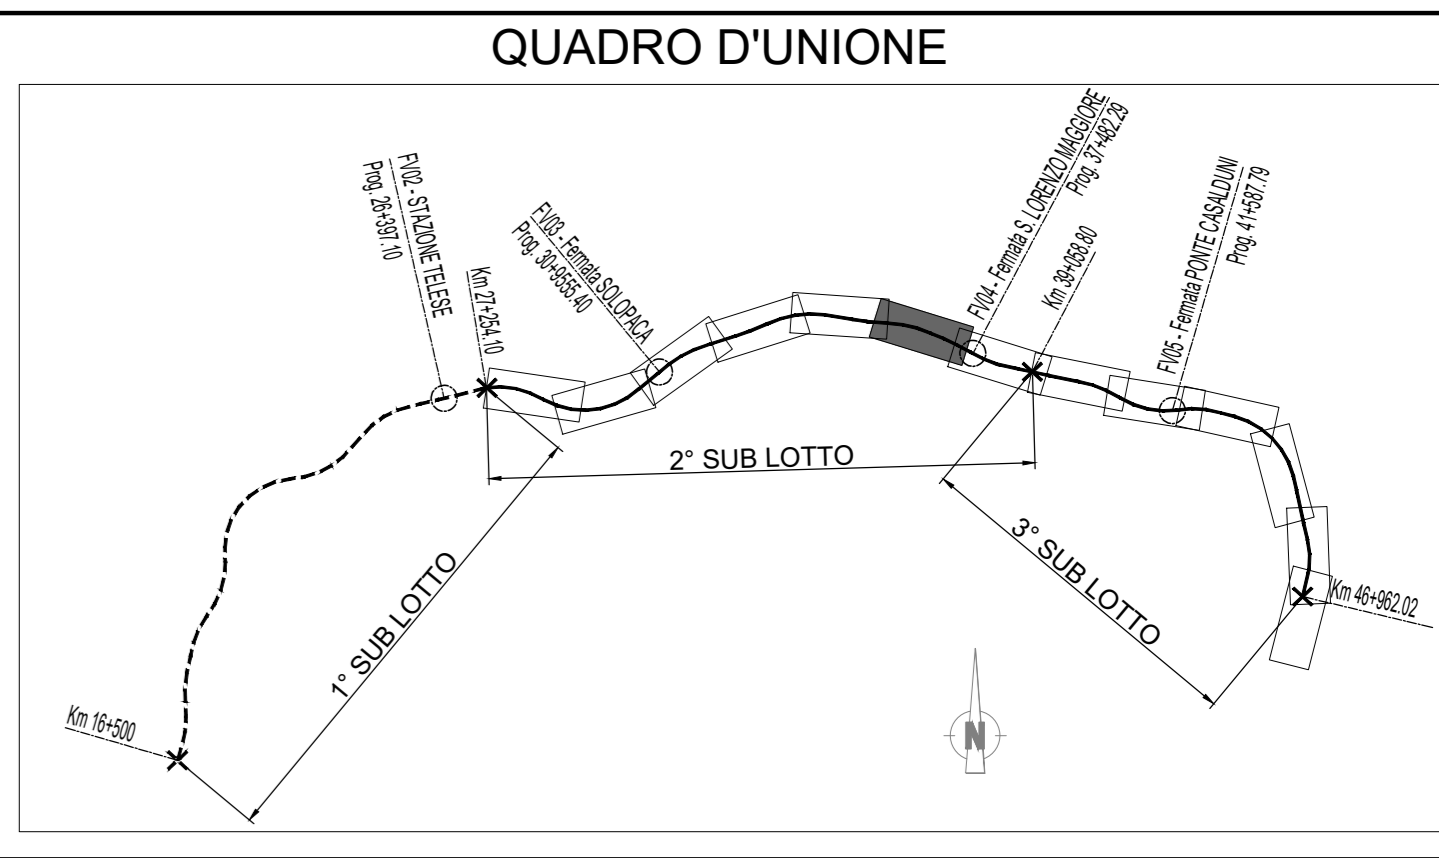 QUADRO D'UNIONE
FV02 - STAZIONE TELESE
Prog. 26+397.10
Km 27+254.10
FV03 - Fermata SOLOPACA
Prog. 30+9555.40
FV04 - Fermata S. LORENZO MAGGIORE
Prog. 37+482.29
Km 39+058.80
FV05 - Fermata PONTE CASALDUNI
Prog. 41+587.79
2° SUB LOTTO
1° SUB LOTTO
3° SUB LOTTO
Km 46+962.02
Km 16+500
N